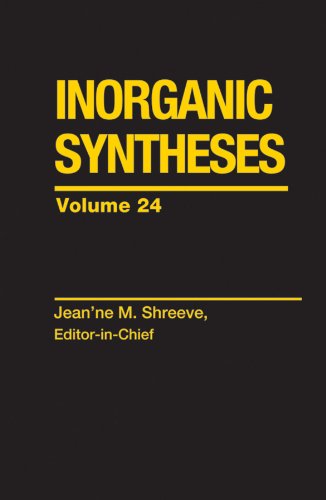 INORGANIC
SYNTHESES
Volume 24
Jean'ne M. Shreeve,
Editor-in-Chief